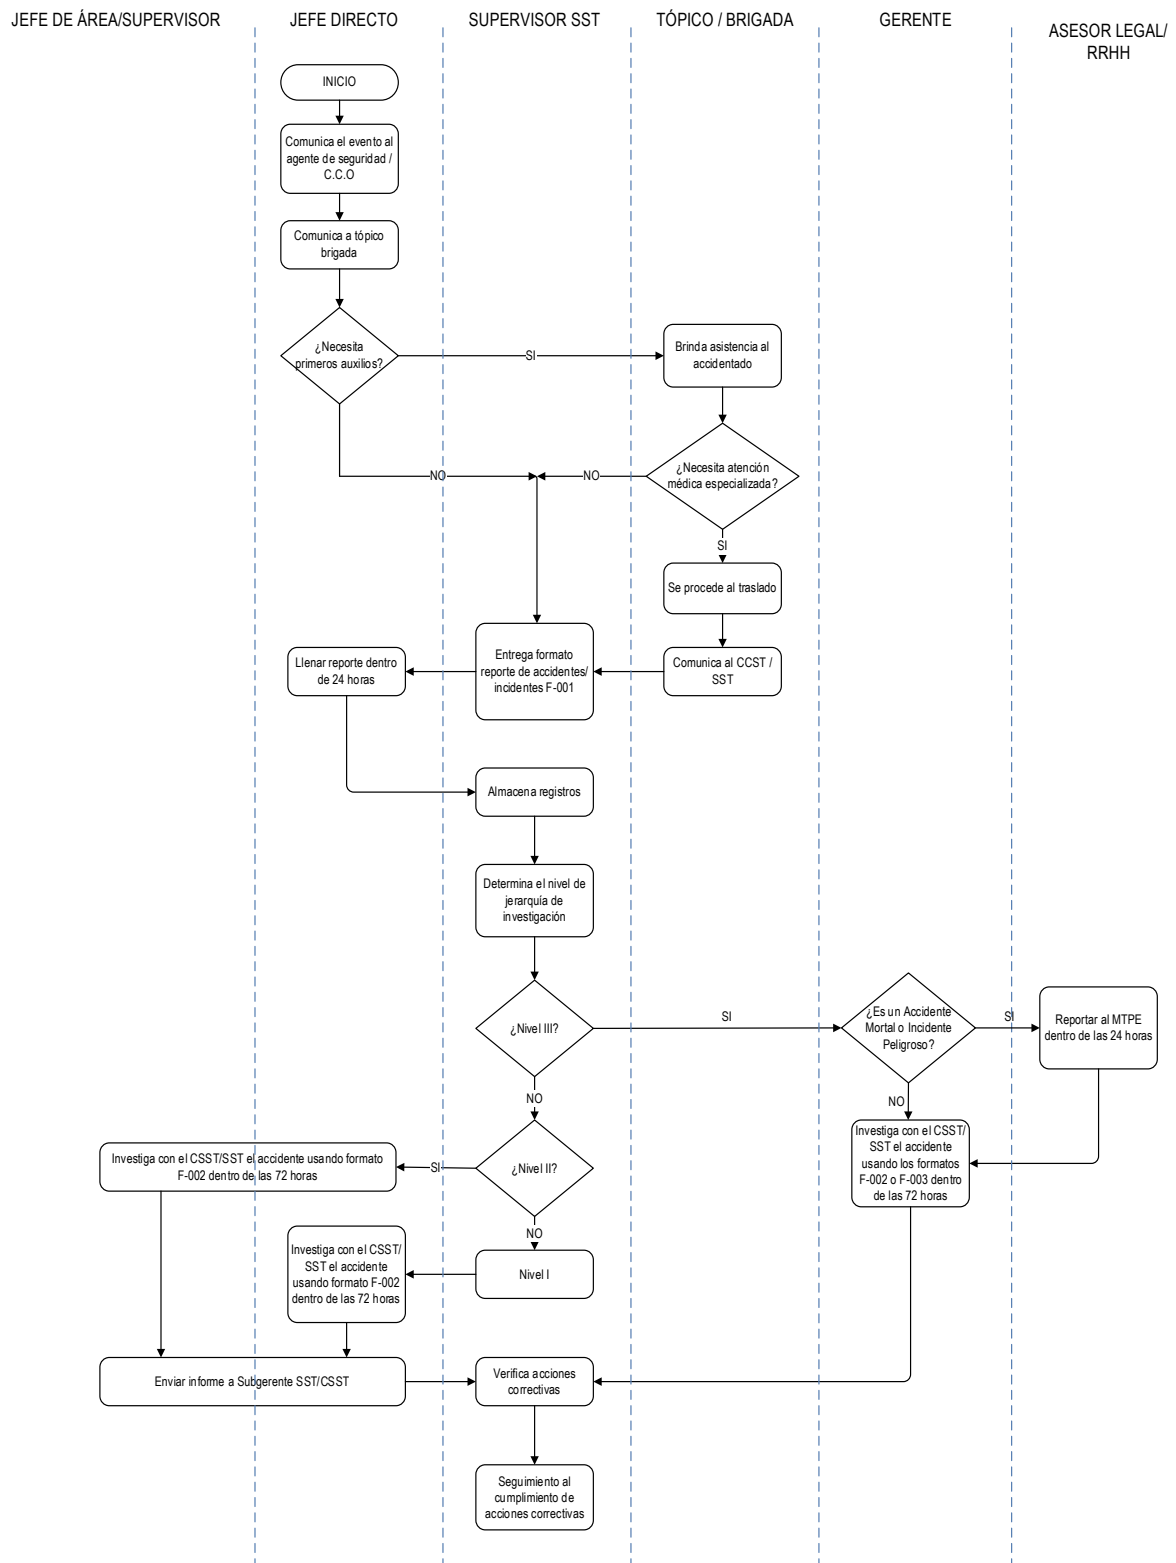 JEFE DE ÁREA/SUPERVISOR
JEFE DIRECTO
SUPERVISOR SST
TÓPICO / BRIGADA
GERENTE
ASESOR LEGAL/
RRHH
INICIO
Comunica el evento al
agente de seguridad /
C.C.O
Comunica a tópico
brigada
¿Necesita
primeros auxilios?
SI
Brinda asistencia al
accidentado
NO
NO
¿Necesita atención
médica especializada?
SI
Se procede al traslado
Llenar reporte dentro
de 24 horas
Entrega formato
reporte de accidentes/
incidentes F-001
Comunica al CCST /
SST
Almacena registros
Determina el nivel de
jerarquía de
investigación
¿Nivel III?
SI
¿Es un Accidente
Mortal o Incidente
Peligroso?
SI
Reportar al MTPE
dentro de las 24 horas
NO
NO
Investiga con el CSST/SST el accidente usando formato
F-002 dentro de las 72 horas
SI
¿Nivel II?
Investiga con el CSST/
SST el accidente
usando los formatos
F-002 o F-003 dentro
de las 72 horas
NO
Investiga con el CSST/
SST el accidente
usando formato F-002
dentro de las 72 horas
Nivel I
Enviar informe a Subgerente SST/CSST
Verifica acciones
correctivas
Seguimiento al
cumplimiento de
acciones correctivas